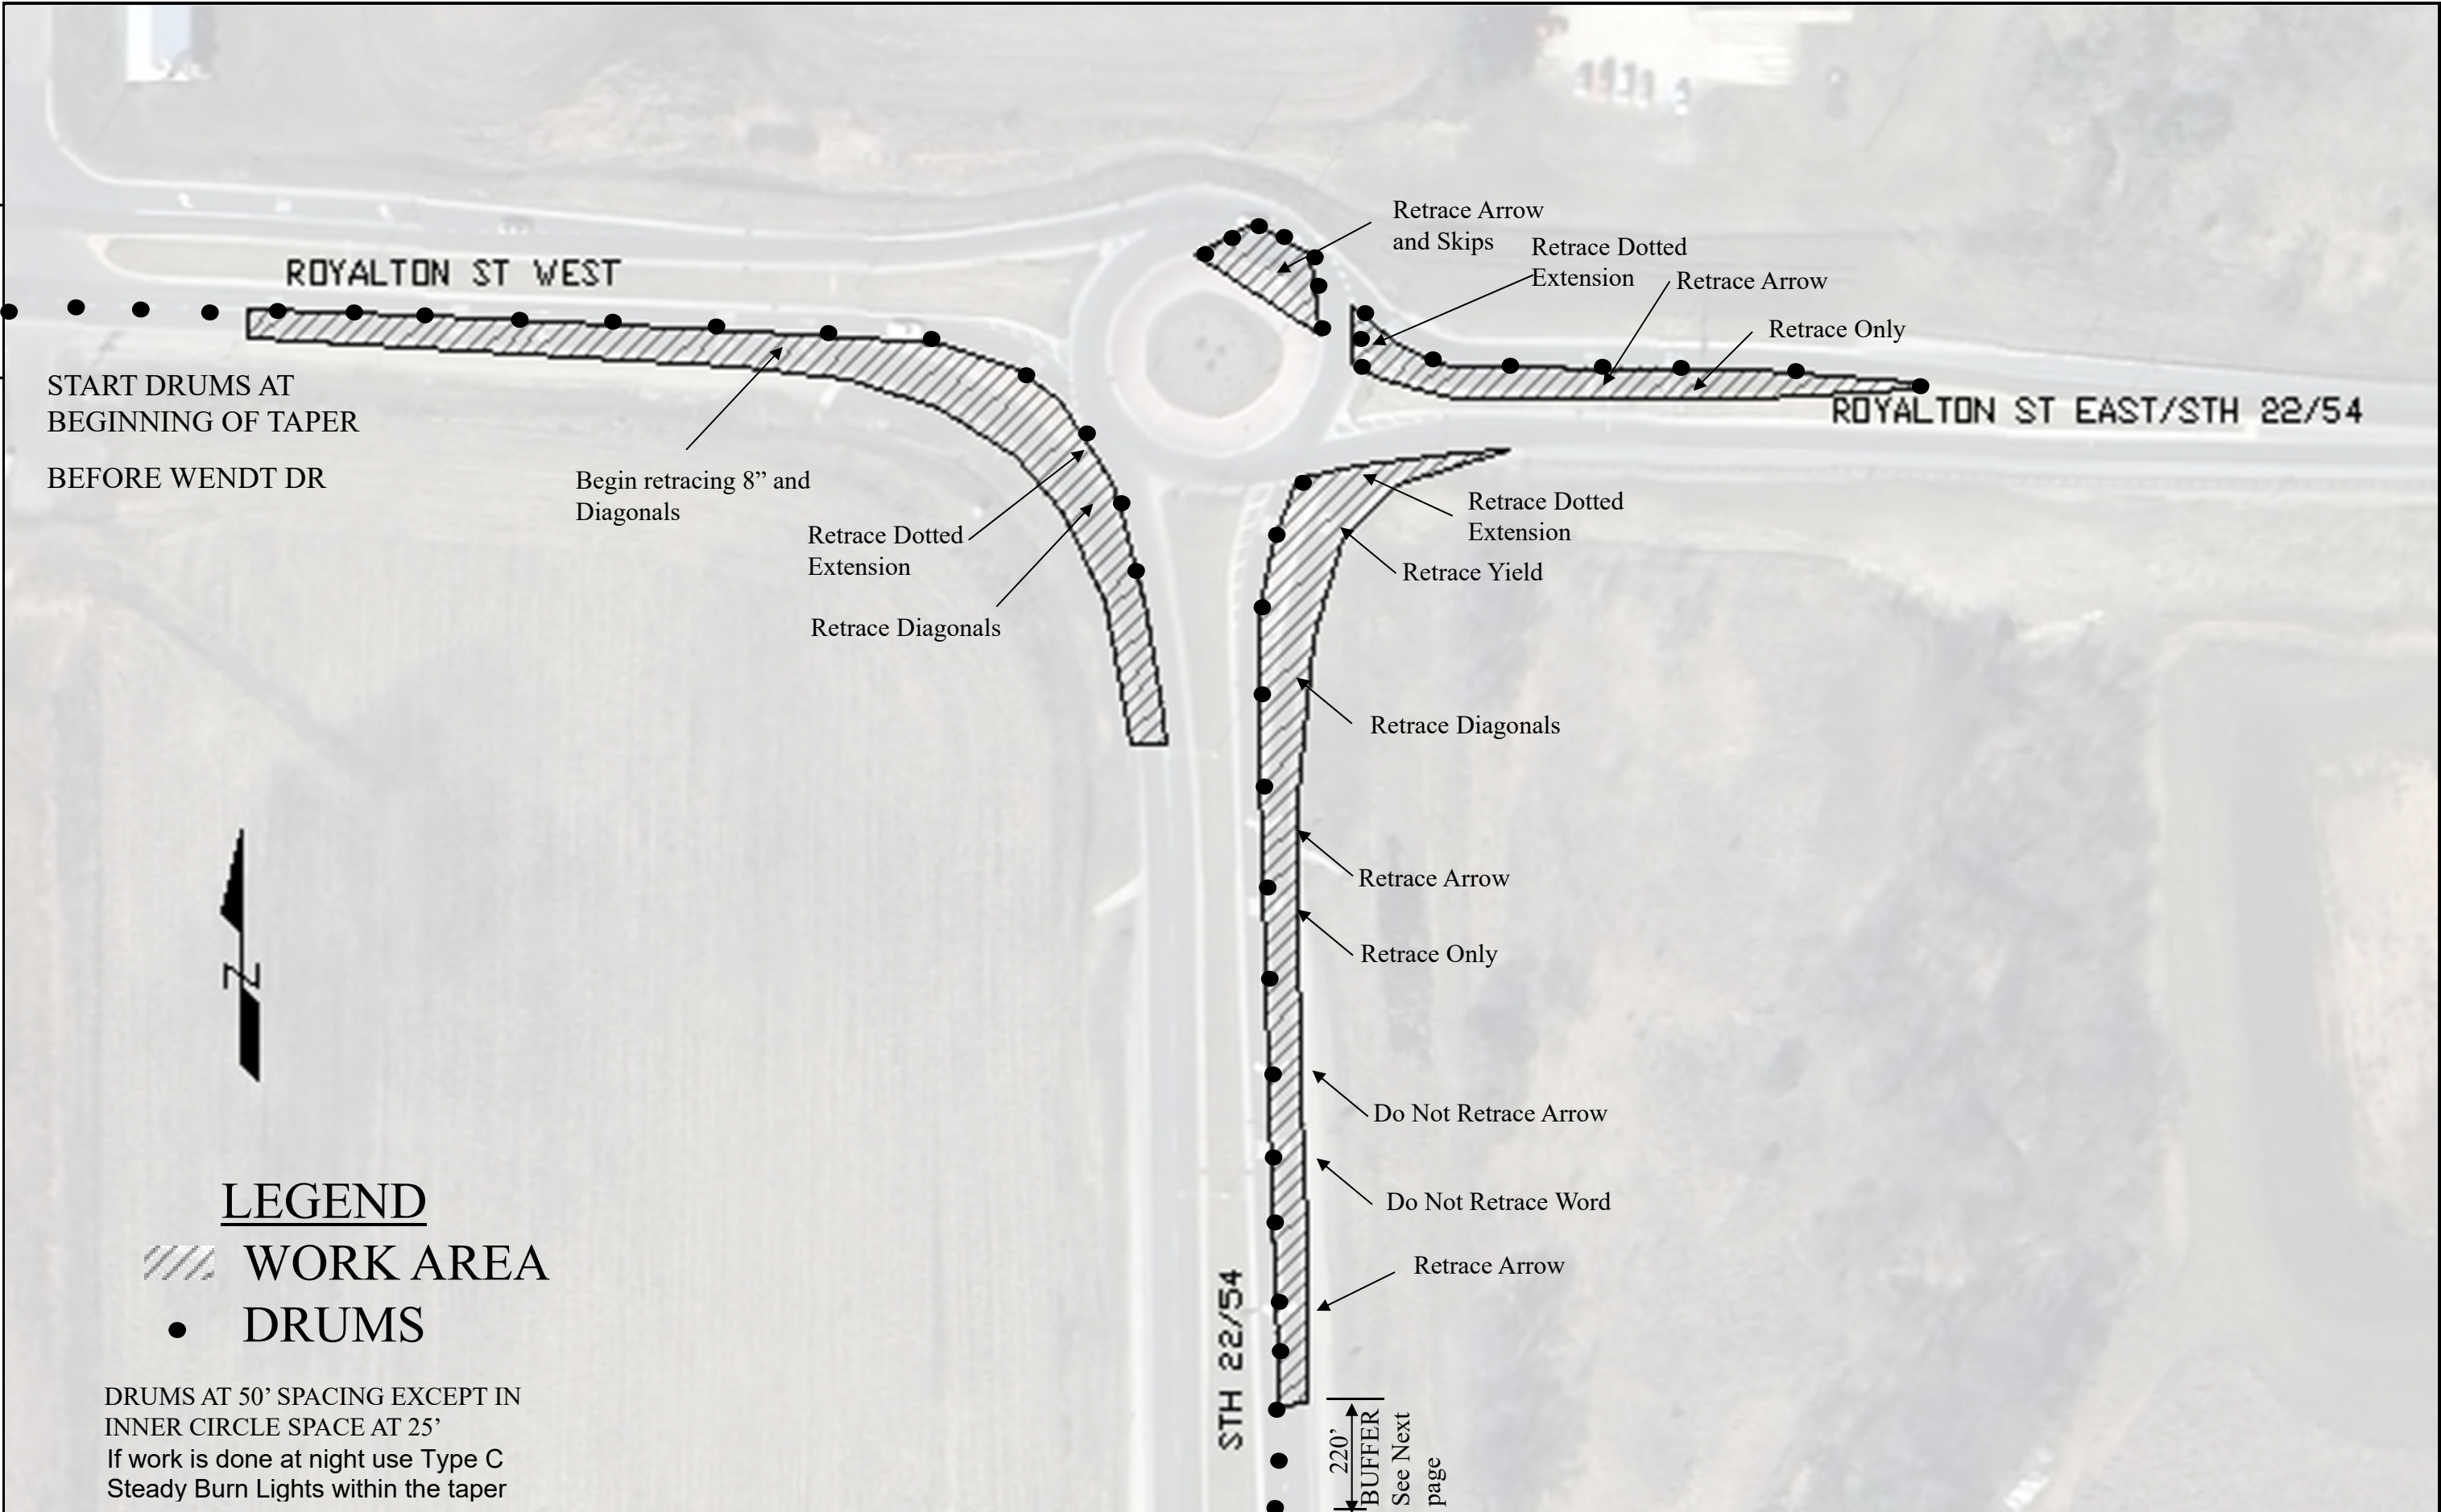 Retrace Arrow
and Skips
Retrace Dotted
Extension
Retrace Arrow
Retrace Only
ROYALTON ST WEST
START DRUMS AT
BEGINNING OF TAPER
BEFORE WENDT DR
ROYALTON ST EAST/STH 22/54
Begin retracing 8” and
Diagonals
Retrace Dotted
Extension
Retrace Diagonals
Retrace Dotted
Extension
Retrace Yield
Retrace Diagonals
Retrace Arrow
Retrace Only
N
Do Not Retrace Arrow
Do Not Retrace Word
Retrace Arrow
LEGEND
WORK AREA
DRUMS
DRUMS AT 50’ SPACING EXCEPT IN
INNER CIRCLE SPACE AT 25’
If work is done at night use Type C
Steady Burn Lights within the taper
STH 22/54
220’
BUFFER
See Next
page